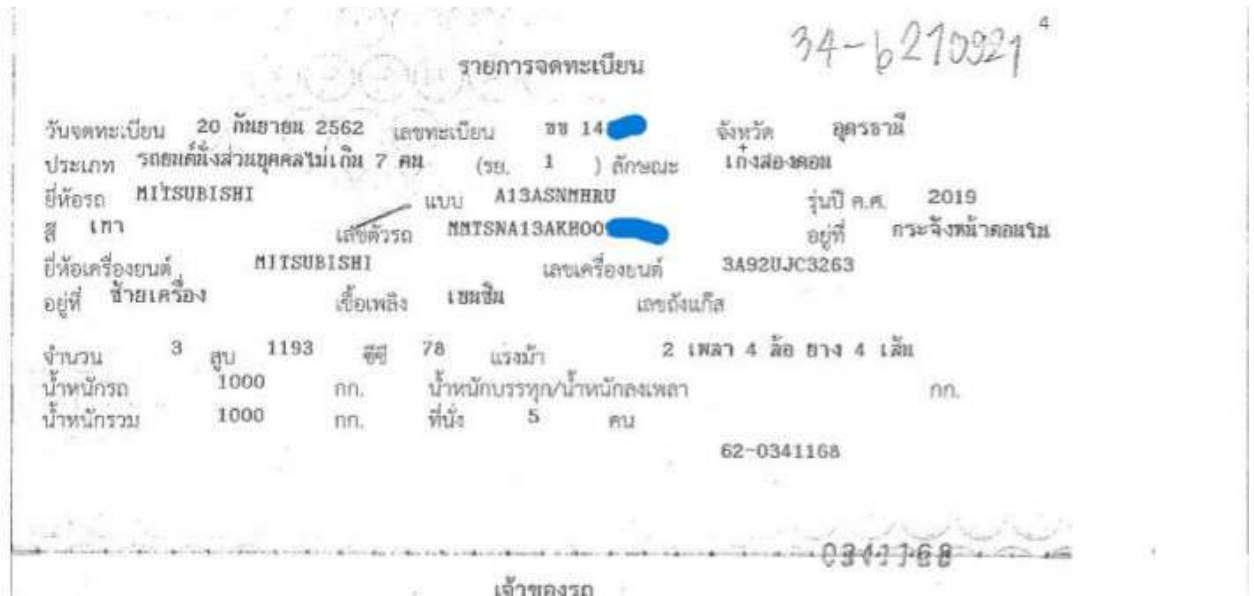 4
34-6210921
รายการจดทะเบียน
วันจดทะเบียน 20 กันยายน 2562 เลขทะเบียน ขข 14 จังหวัด อุดรธานี
ประเภท รถยนต์นั่งส่วนบุคคลไม่เกิน 7 คน (รย. 1 ) ลักษณะ เก๋งสองตอน
ยี่ห้อรถ MITSUBISHI แบบ A13ASNMHRU รุ่นปี ค.ศ. 2019
สี เทา เลขตัวรถ MMTSNA13AKH00 อยู่ที่ กระจังหน้าตอนใน
ยี่ห้อเครื่องยนต์ MITSUBISHI เลขเครื่องยนต์ 3A92UJC3263
อยู่ที่ ซ้ายเครื่อง เชื้อเพลิง เบนซิน เลขถังแก๊ส
จำนวน 3 สูบ 1193 ซีซี 78 แรงม้า 2 เพลา 4 ล้อ ยาง 4 เส้น
น้ำหนักรถ 1000 กก. น้ำหนักบรรทุก/น้ำหนักลงเพลา กก.
น้ำหนักรวม 1000 กก. ที่นั่ง 5 คน
62-0341168
0341168
เจ้าของรถ